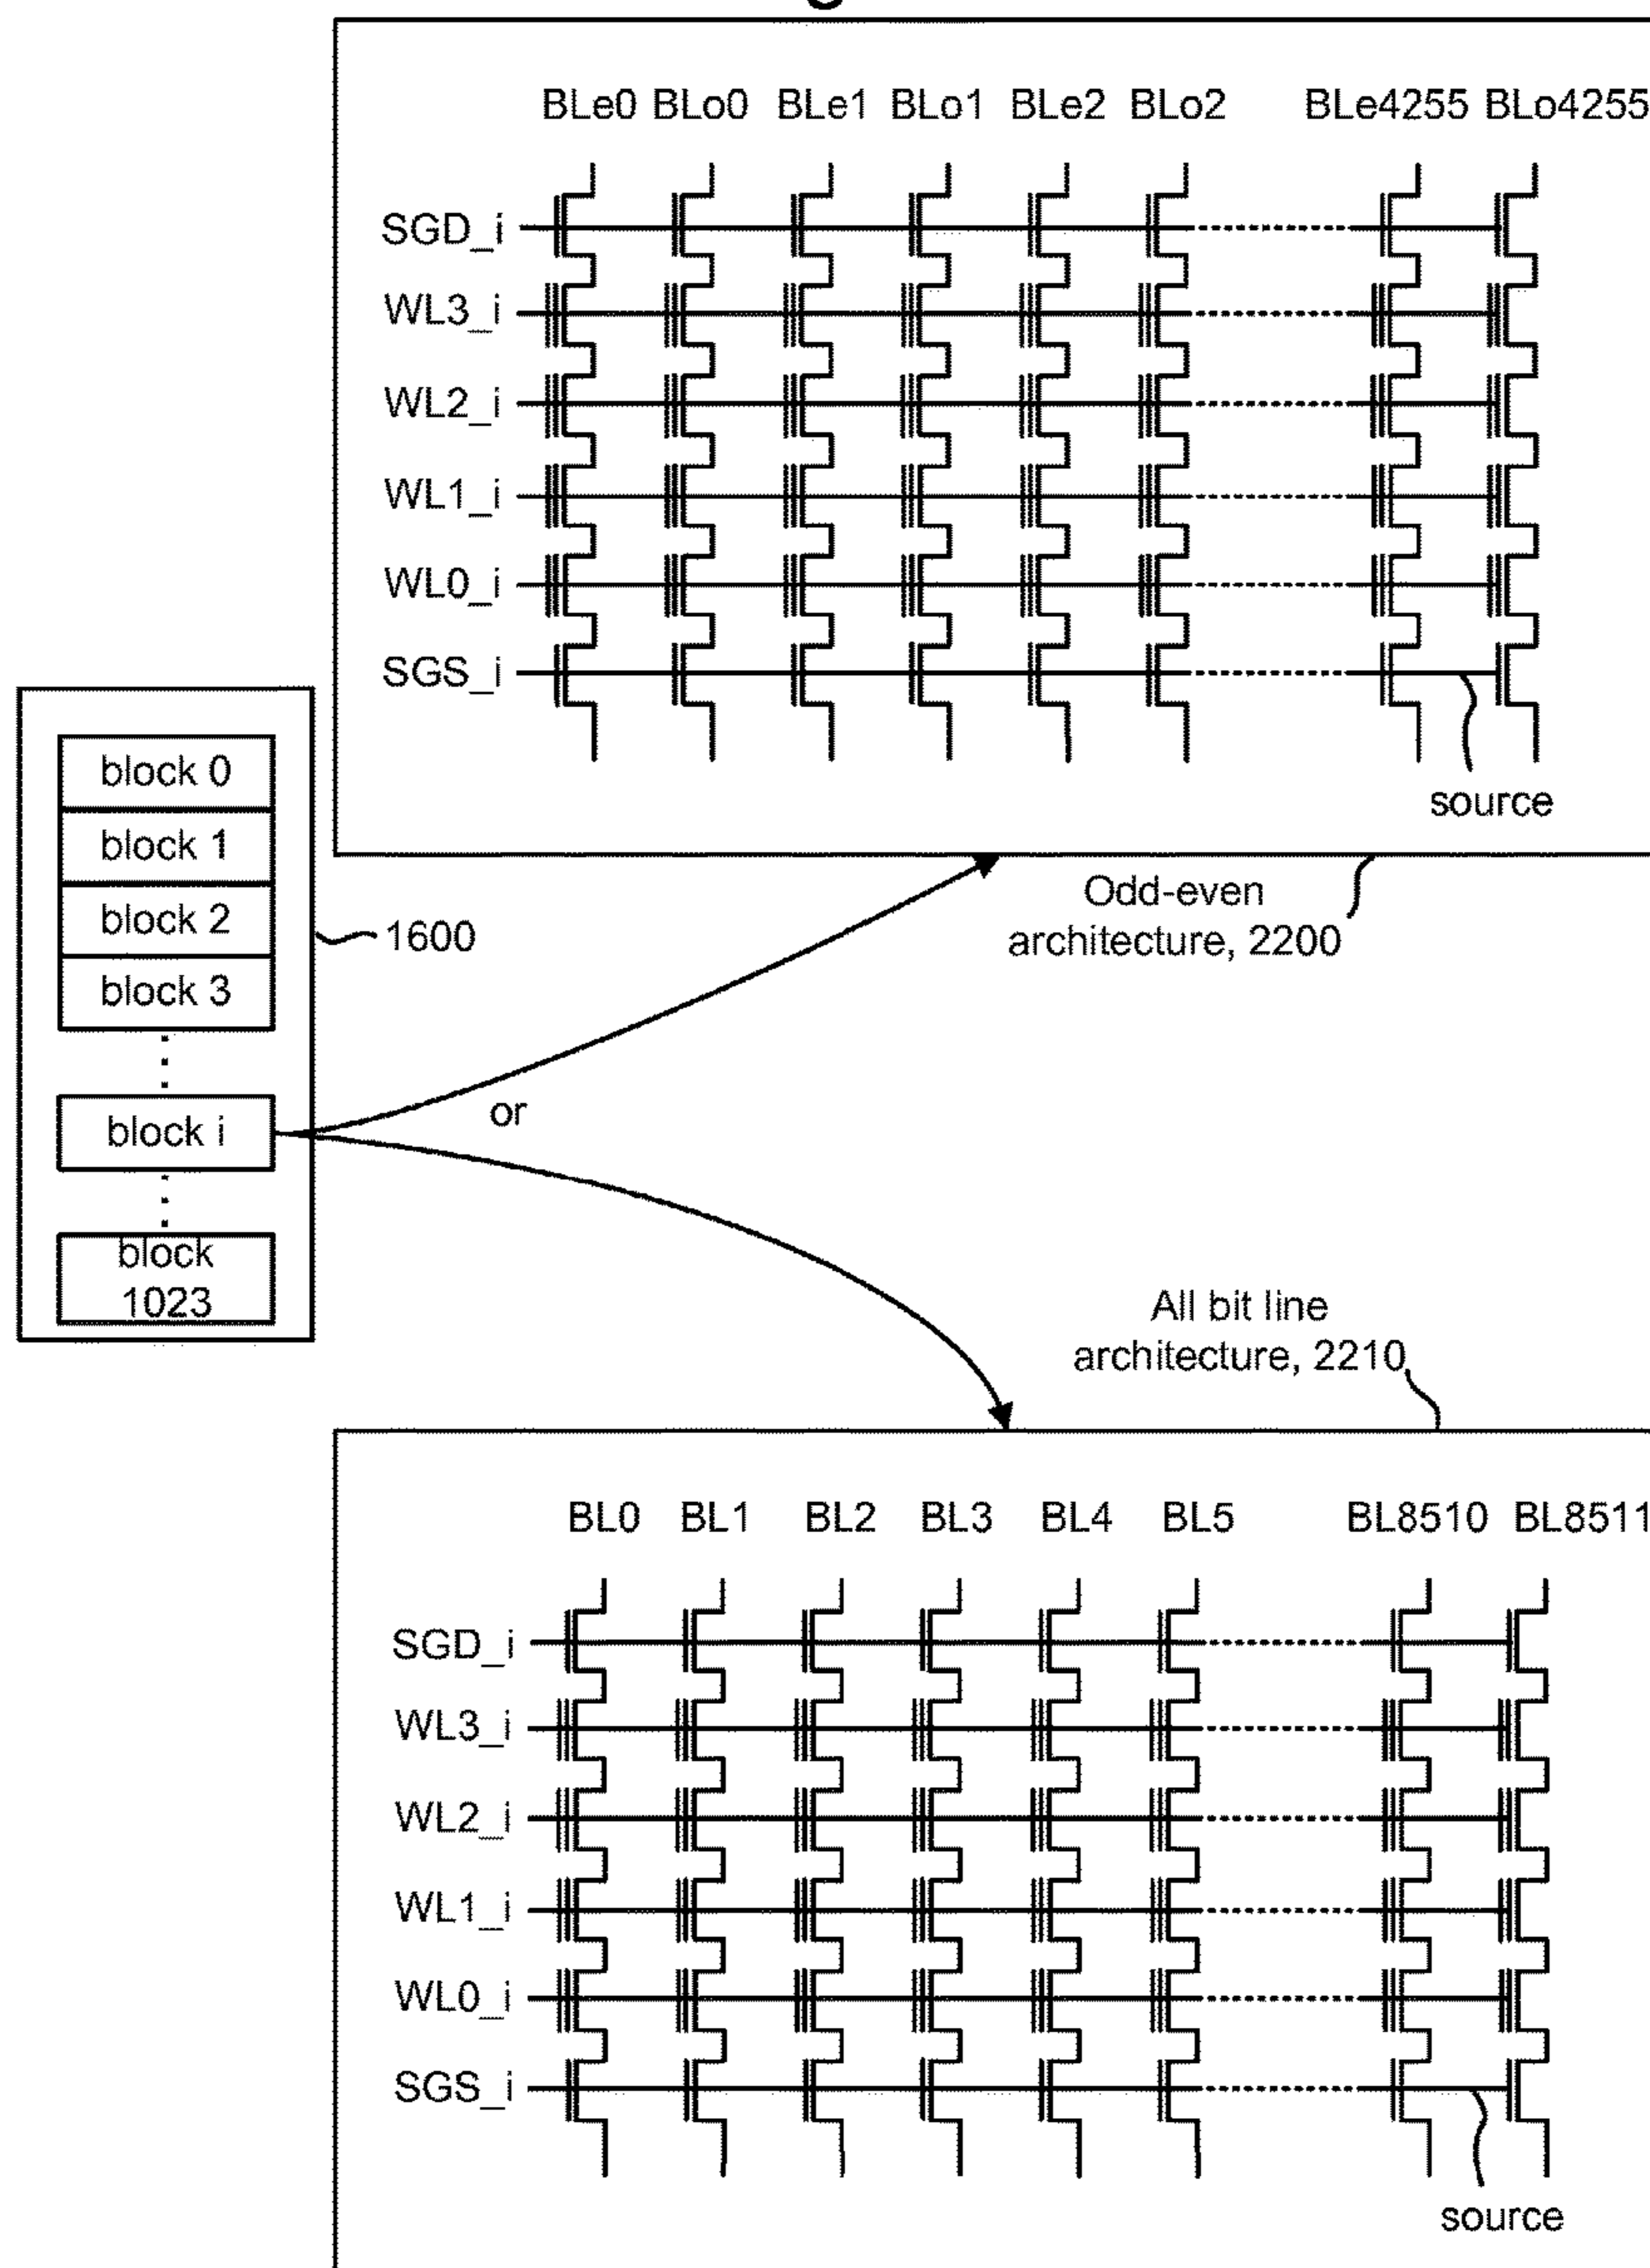 BLe0 BLo0 BLe1 BLo1 BLe2 BLo2 BLe4255 BLo4255
SGD_i
WL3_i
WL2_i
WL1_i
WL0_i
SGS_i
source
Odd-even
architecture, 2200
block 0
block 1
block 2
block 3
block i
block
1023
1600
or
All bit line
architecture, 2210
BL0 BL1 BL2 BL3 BL4 BL5 BL8510 BL8511
SGD_i
WL3_i
WL2_i
WL1_i
WL0_i
SGS_i
source